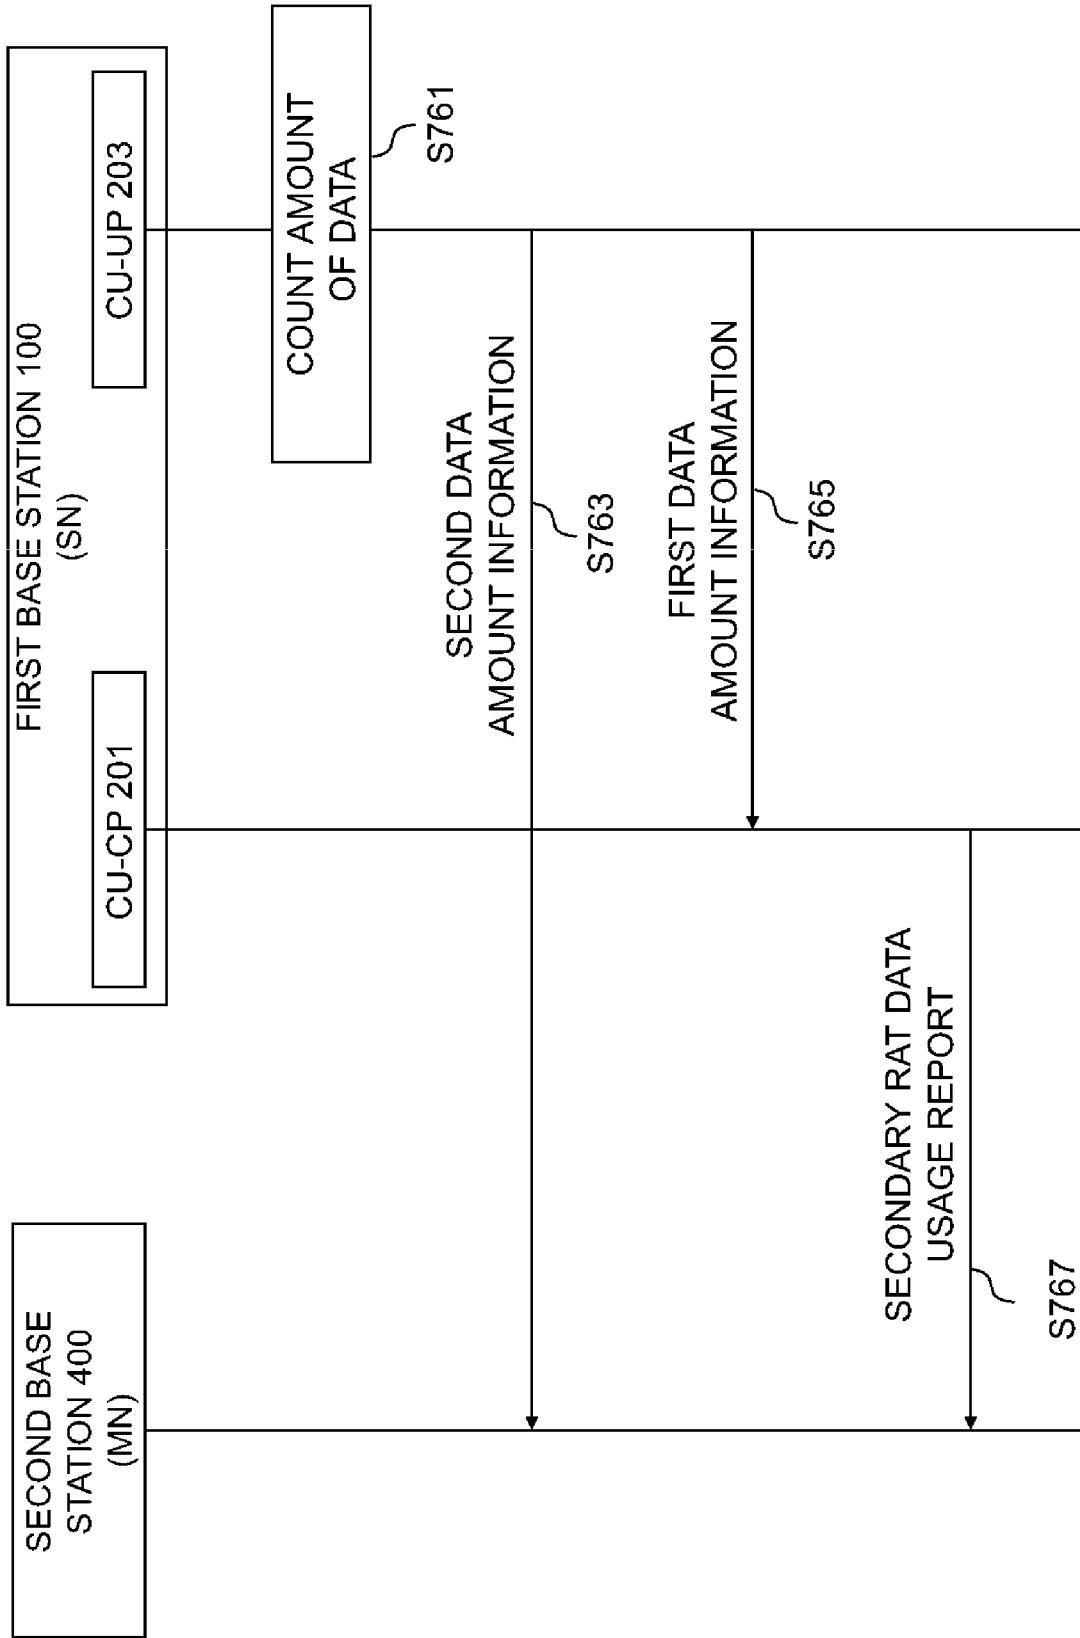 SECOND BASE
STATION 400
(MN)
FIRST BASE STATION 100
(SN)
CU-CP 201
CU-UP 203
COUNT AMOUNT
OF DATA
S761
SECOND DATA
AMOUNT INFORMATION
S763
FIRST DATA
AMOUNT INFORMATION
S765
SECONDARY RAT DATA
USAGE REPORT
S767